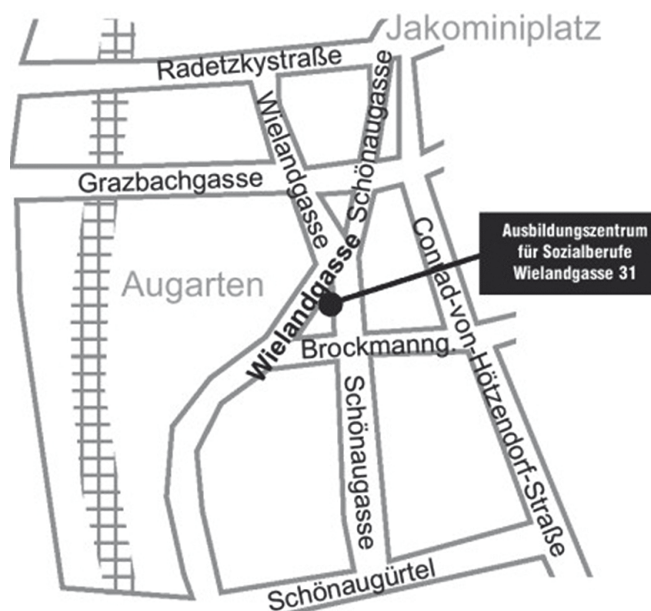 Jakominiplatz
Radetzkystraße
Wielandgasse
Schönaugasse
Grazbachgasse
Conrad-von-Hötzendorf-Straße
Ausbildungszentrum
für Sozialberufe
Wielandgasse 31
Augarten
Wielandgasse
Brockmanng.
Schönaugasse
Schönaugürtel